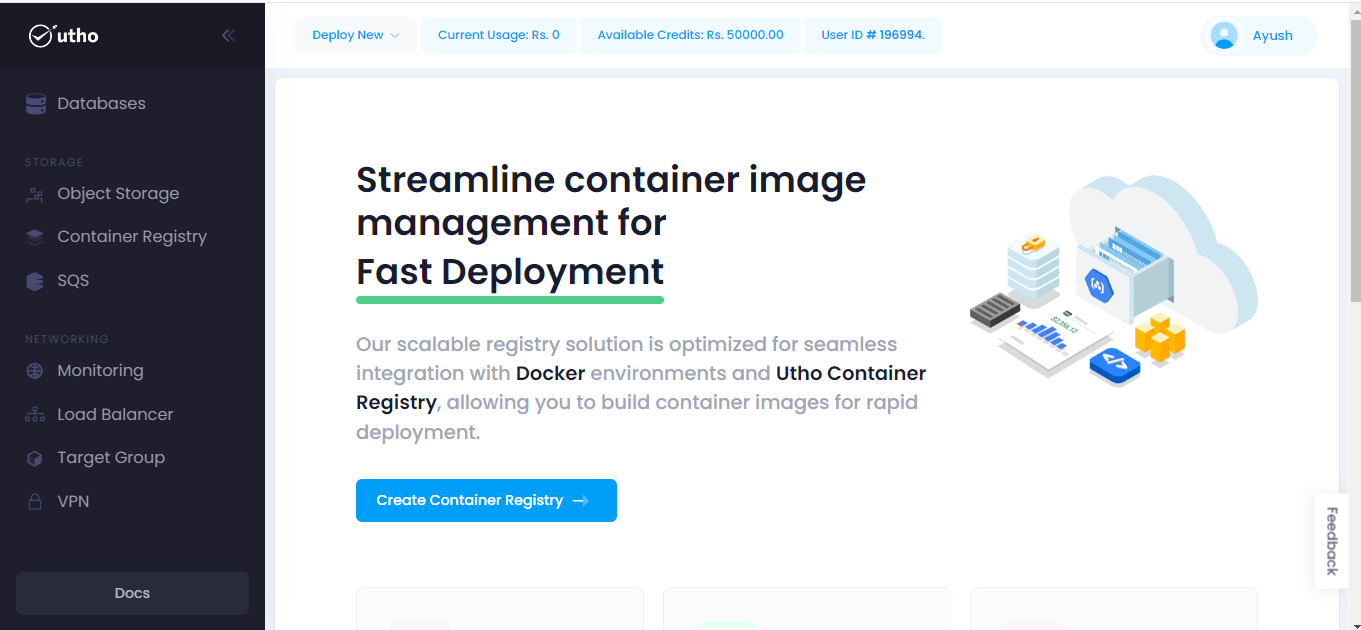 utho
Deploy New
Current Usage: Rs. 0
Available Credits: Rs. 50000.00
User ID # 196994.
Ayush
Databases
STORAGE
Object Storage
Container Registry
SQS
NETWORKING
Monitoring
Load Balancer
Target Group
VPN
Docs
Streamline container image
management for
Fast Deployment
Our scalable registry solution is optimized for seamless
integration with Docker environments and Utho Container
Registry, allowing you to build container images for rapid
deployment.
Create Container Registry
$2,356.12
</>
Feedback